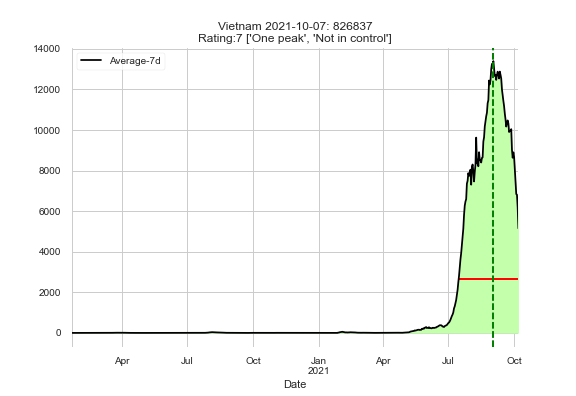 Vietnam 2021-10-07: 826837
Rating:7 ['One peak', 'Not in control']
14000
Average-7d
12000
10000
8000
6000
4000
2000
0
Apr Jul Oct Jan Apr Jul Oct
2021
Date